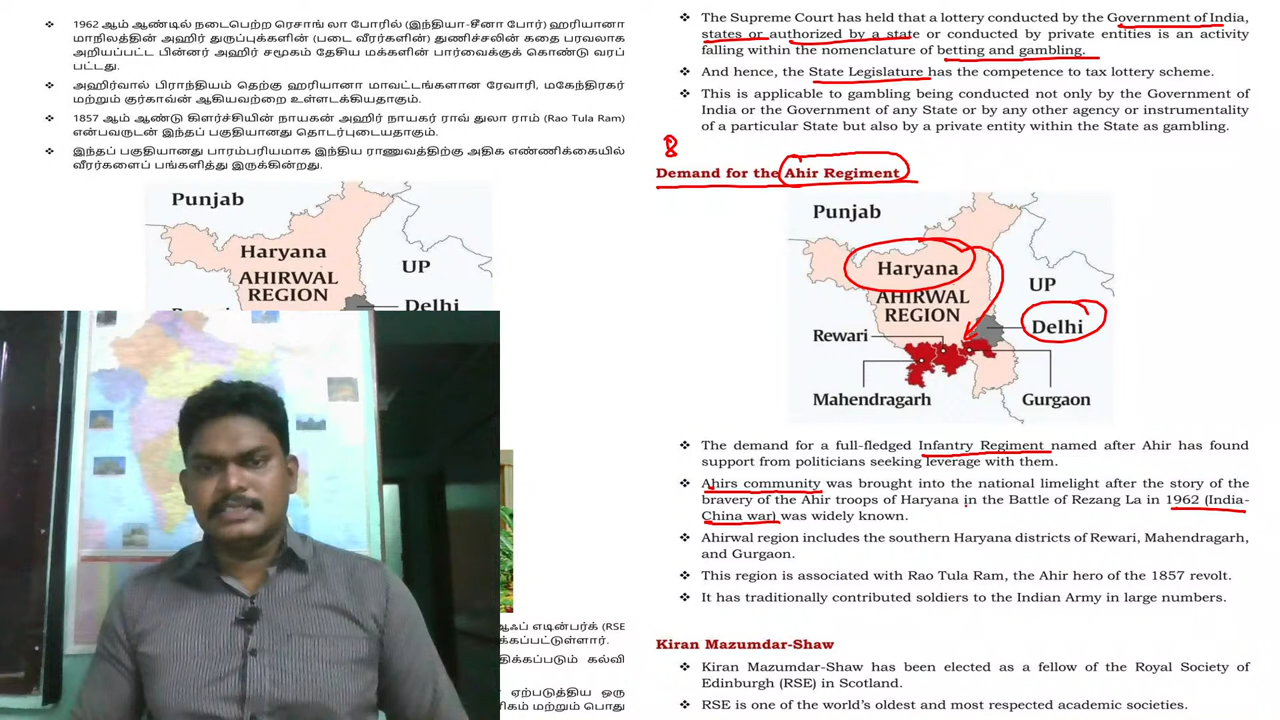 ❖ 1962 ஆம் ஆண்டில் நடைபெற்ற ரெசாங் லா போரில் (இந்தியா-சீனா போர்) ஹரியானா
மாநிலத்தின் அஹிர் துருப்புக்களின் (படை வீரர்களின்) துணிச்சலின் கதை பரவலாக
அறியப்பட்ட பின்னர் அஹிர் சமூகம் தேசிய மக்களின் பார்வைக்குக் கொண்டு வரப்
பட்டது.
❖ அஹிர்வால் பிராந்தியம் தெற்கு ஹரியானா மாவட்டங்களான ரேவாரி, மகேந்திரகர்
மற்றும் குர்கான் ஆகியவற்றை உள்ளடக்கியதாகும்.
❖ 1857 ஆம் ஆண்டு கிளர்ச்சியின் நாயகன் அஹிர் நாயகர் ராவ் துலா ராம் (Rao Tula Ram)
என்பவருடன் இந்தப் பகுதியானது தொடர்புடையதாகும்.
❖ இந்தப் பகுதியானது பாரம்பரியமாக இந்திய ராணுவத்திற்கு அதிக எண்ணிக்கையில்
வீரர்களைப் பங்களித்து இருக்கின்றது.
Punjab
Haryana
AHIRWAL
REGION
UP
Delhi
ஆஃப் எடின்பர்க் (RSE
க்கப்பட்டுள்ளார்.
திக்கப்படும் கல்வி
ஏற்படுத்திய ஒரு
மற்றும் பொது
❖ The Supreme Court has held that a lottery conducted by the Government of India,
states or authorized by a state or conducted by private entities is an activity
falling within the nomenclature of betting and gambling.
❖ And hence, the State Legislature has the competence to tax lottery scheme.
❖ This is applicable to gambling being conducted not only by the Government of
India or the Government of any State or by any other agency or instrumentality
of a particular State but also by a private entity within the State as gambling.
8
Demand for the Ahir Regiment
Punjab
Haryana
AHIRWAL
REGION
UP
Delhi
Rewari
Mahendragarh
Gurgaon
❖ The demand for a full-fledged Infantry Regiment named after Ahir has found
support from politicians seeking leverage with them.
❖ Ahirs community was brought into the national limelight after the story of the
bravery of the Ahir troops of Haryana in the Battle of Rezang La in 1962 (India-
China war) was widely known.
❖ Ahirwal region includes the southern Haryana districts of Rewari, Mahendragarh,
and Gurgaon.
❖ This region is associated with Rao Tula Ram, the Ahir hero of the 1857 revolt.
❖ It has traditionally contributed soldiers to the Indian Army in large numbers.
Kiran Mazumdar-Shaw
❖ Kiran Mazumdar-Shaw has been elected as a fellow of the Royal Society of
Edinburgh (RSE) in Scotland.
❖ RSE is one of the world's oldest and most respected academic societies.